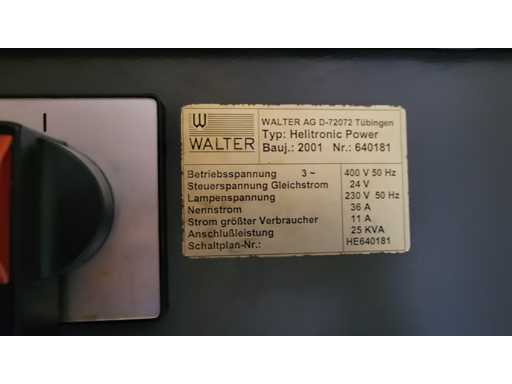 WALTER
WALTER AG D-72072 Tübingen
Typ: Helitronic Power
Bauj.: 2001 Nr.: 640181
Betriebsspannung 3 ~ 400 V 50 Hz
Steuerspannung Gleichstrom 24 V
Lampenspannung 230 V 50 Hz
Nennstrom 36 A
Strom größter Verbraucher 11 A
Anschlußleistung 25 KVA
Schaltplan-Nr.: HE640181